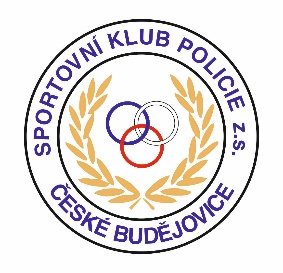 SPORTOVNÍ KLUB POLICIE z.s.
ČESKÉ BUDĚJOVICE